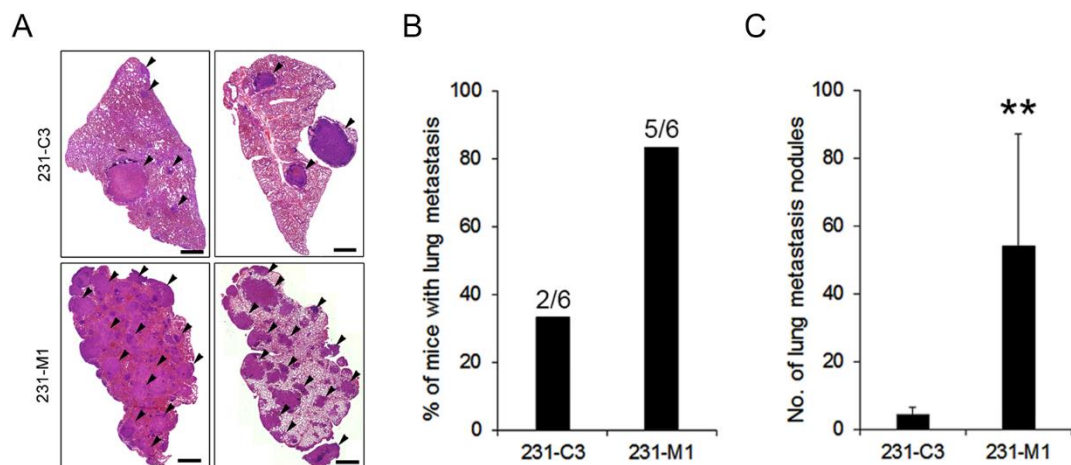 A
231-C3
231-M1
B
% of mice with lung metastasis
100
80
60
40
20
0
2/6
5/6
231-C3
231-M1
C
No. of lung metastasis nodules
100
80
60
40
20
0
**
231-C3
231-M1